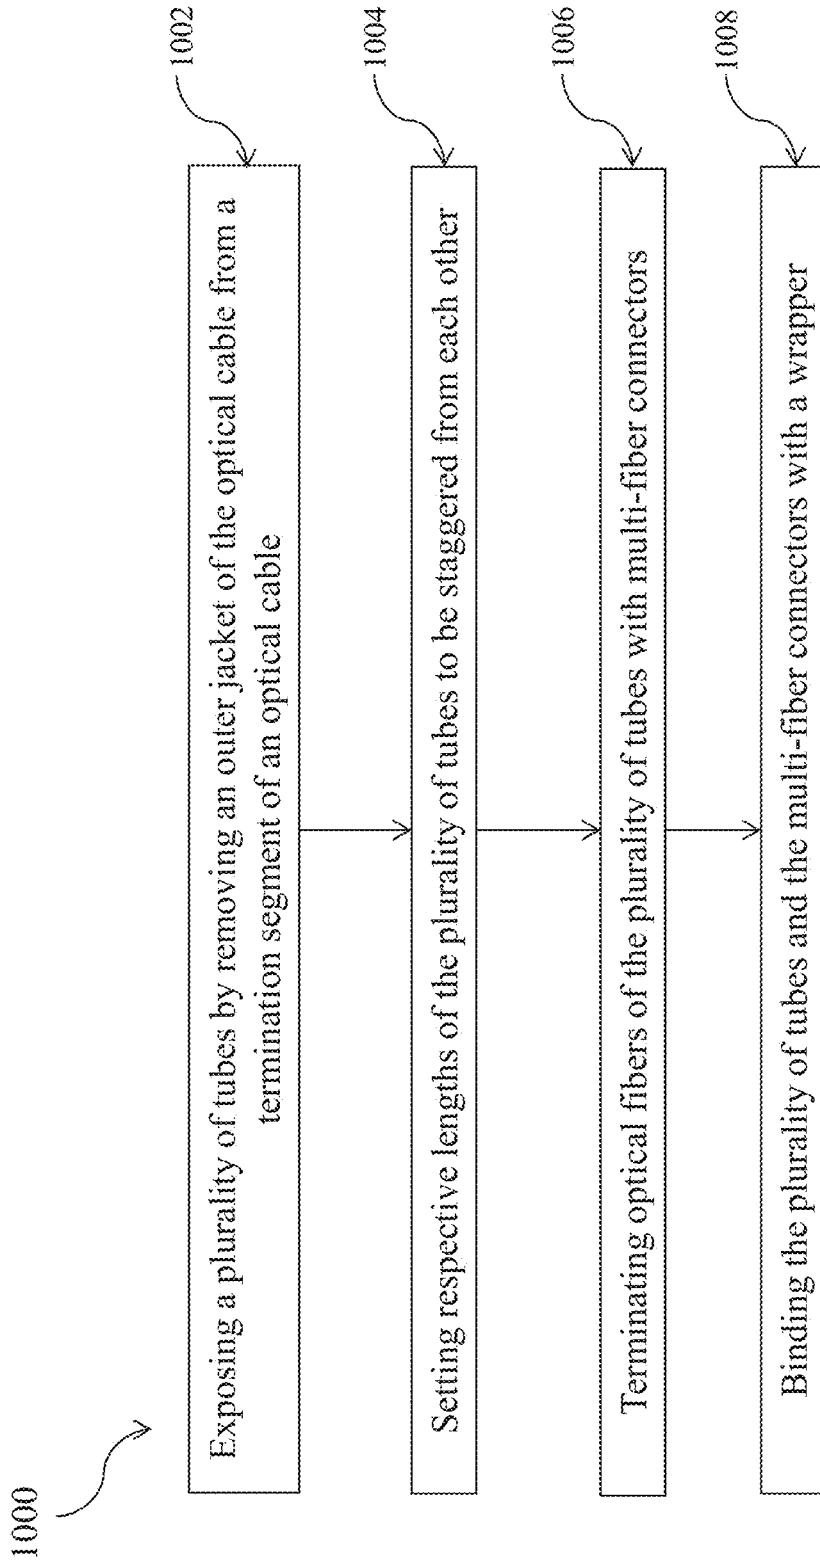 1000
1002
Exposing a plurality of tubes by removing an outer jacket of the optical cable from a
termination segment of an optical cable
1004
Setting respective lengths of the plurality of tubes to be staggered from each other
1006
Terminating optical fibers of the plurality of tubes with multi-fiber connectors
1008
Binding the plurality of tubes and the multi-fiber connectors with a wrapper